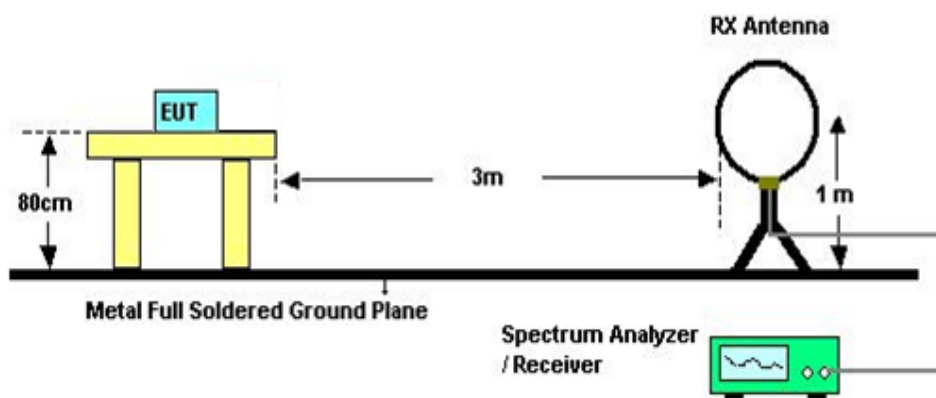 RX Antenna
EUT
80cm
3m
1 m
Metal Full Soldered Ground Plane
Spectrum Analyzer
/ Receiver